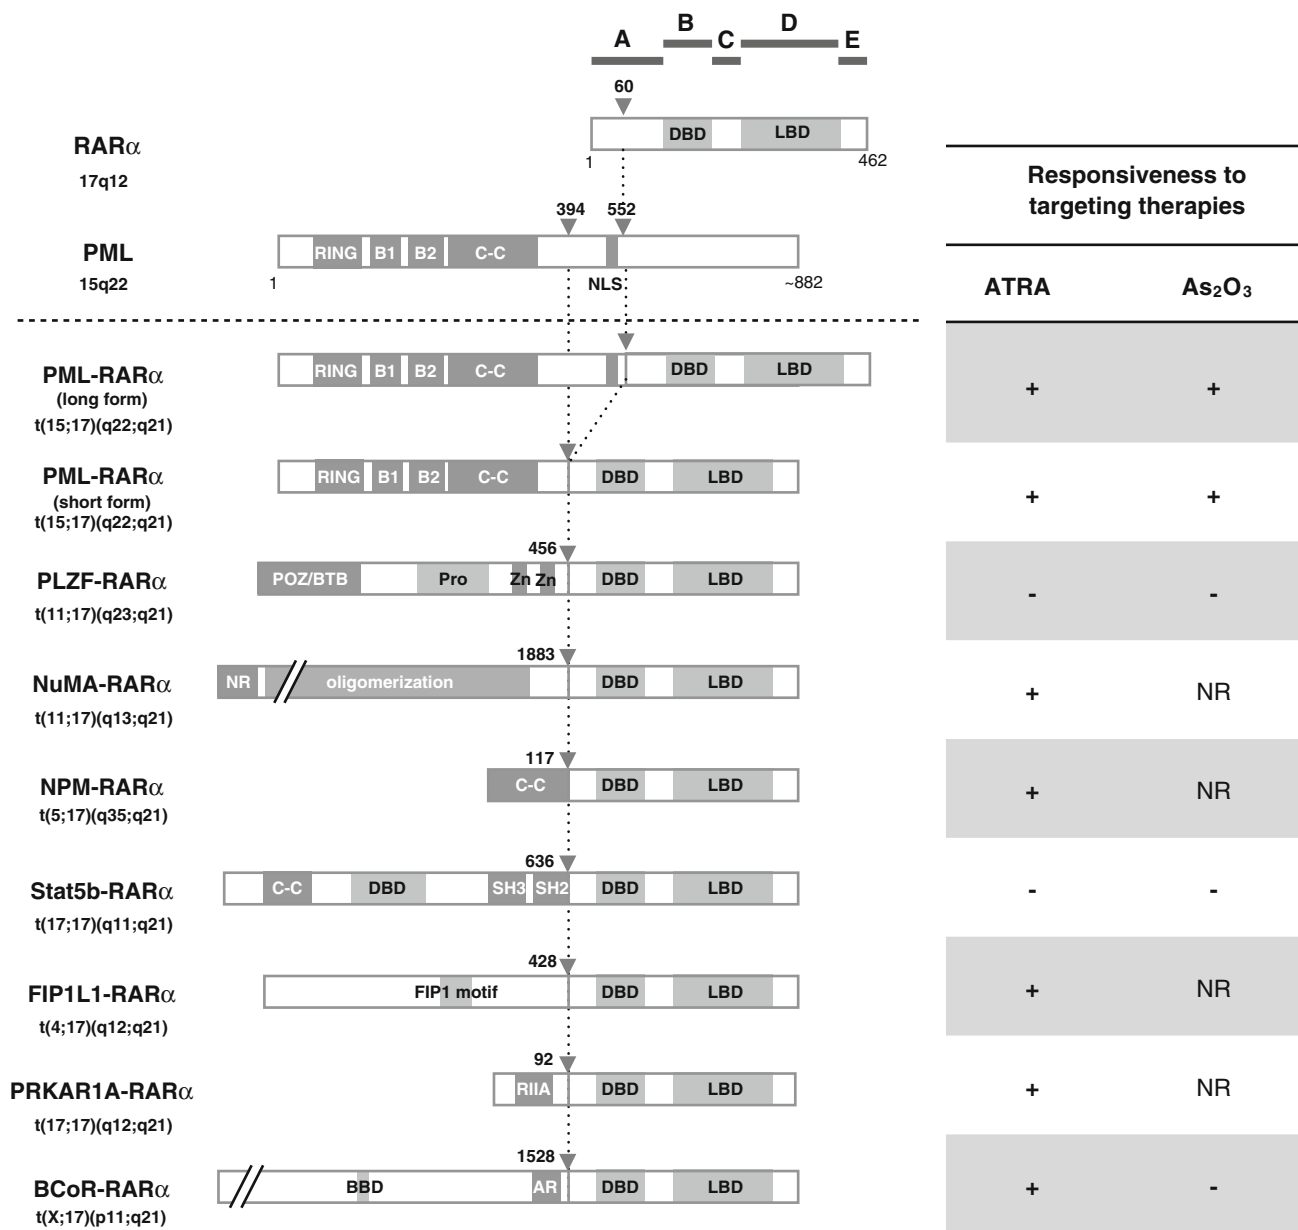 A B C D E
60
RARα DBD LBD
17q12 1 462
Responsiveness to
targeting therapies
394 552
PML RING B1 B2 C-C
15q22 1 NLS ~882
ATRA As₂O₃
PML-RARα RING B1 B2 C-C DBD LBD + +
(long form)
t(15;17)(q22;q21)
PML-RARα RING B1 B2 C-C DBD LBD + +
(short form)
t(15;17)(q22;q21)
456
PLZF-RARα POZ/BTB Pro Zn Zn DBD LBD - -
t(11;17)(q23;q21)
1883
NuMA-RARα NR oligomerization DBD LBD + NR
t(11;17)(q13;q21)
117
NPM-RARα C-C DBD LBD + NR
t(5;17)(q35;q21)
636
Stat5b-RARα C-C DBD SH3 SH2 DBD LBD - -
t(17;17)(q11;q21)
428
FIP1L1-RARα FIP1 motif DBD LBD + NR
t(4;17)(q12;q21)
92
PRKAR1A-RARα RIIA DBD LBD + NR
t(17;17)(q12;q21)
1528
BCoR-RARα BBD AR DBD LBD + -
t(X;17)(p11;q21)